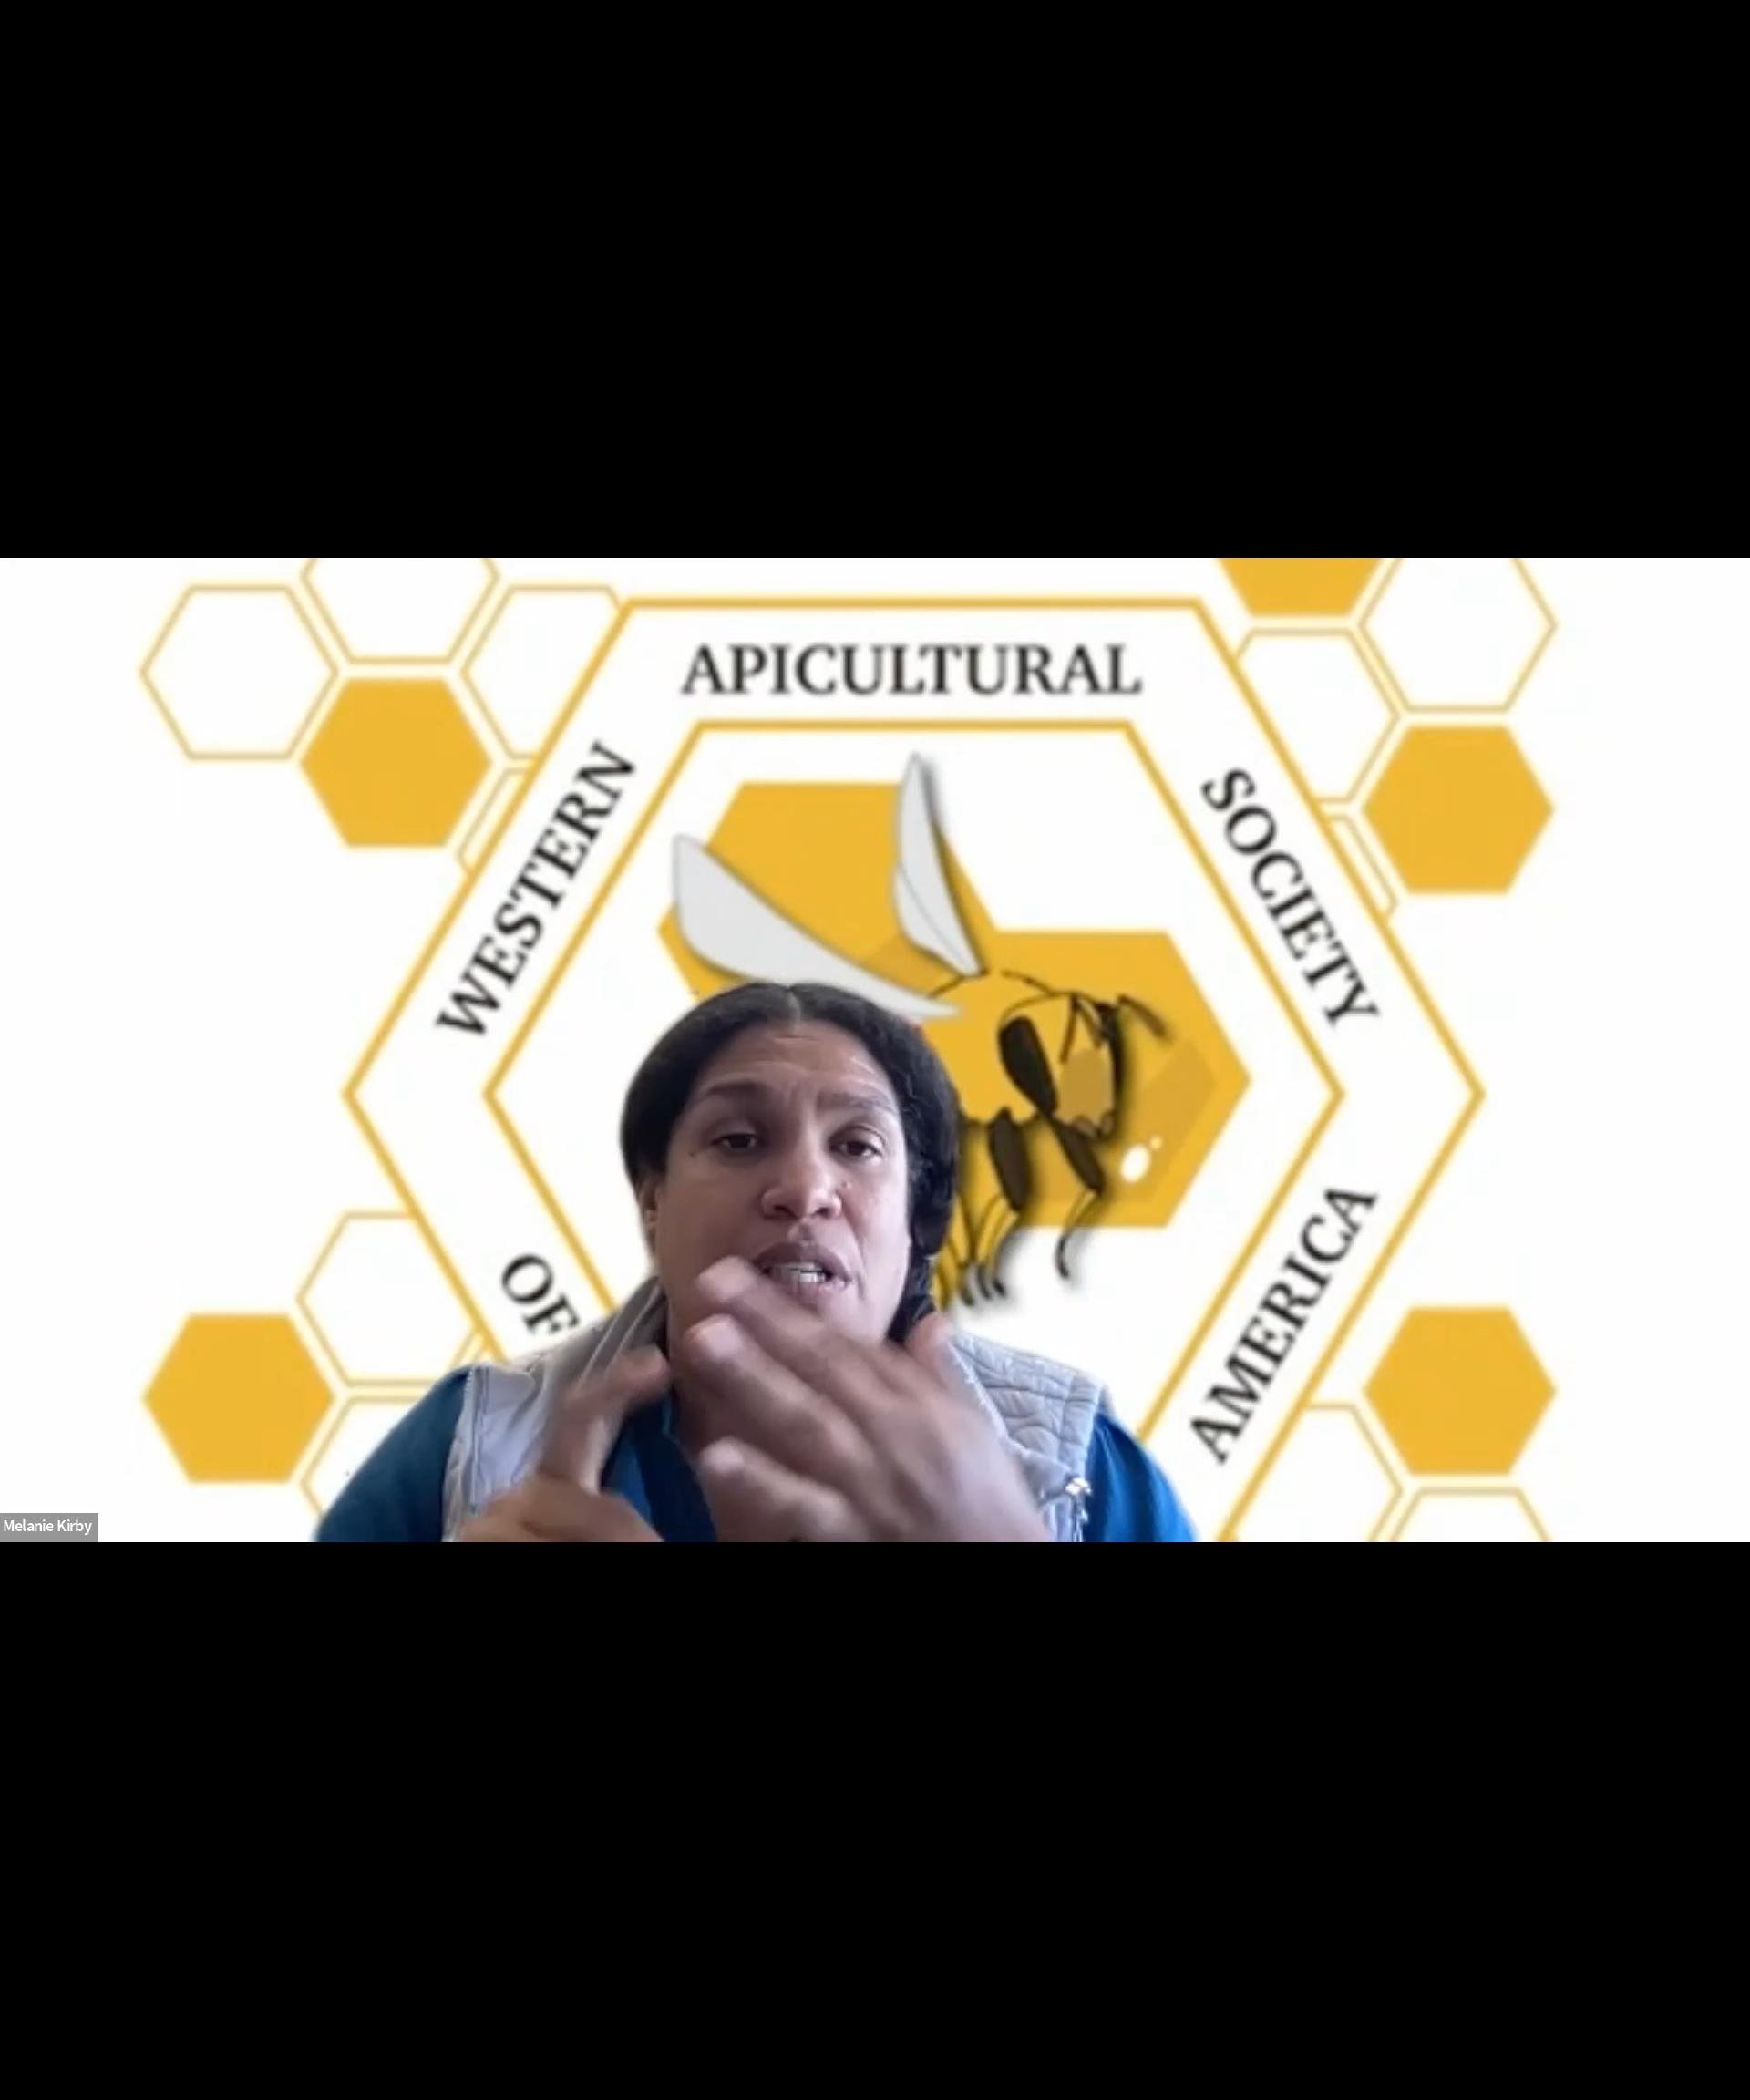 WESTERN
APICULTURAL
SOCIETY
OF
AMERICA
Melanie Kirby